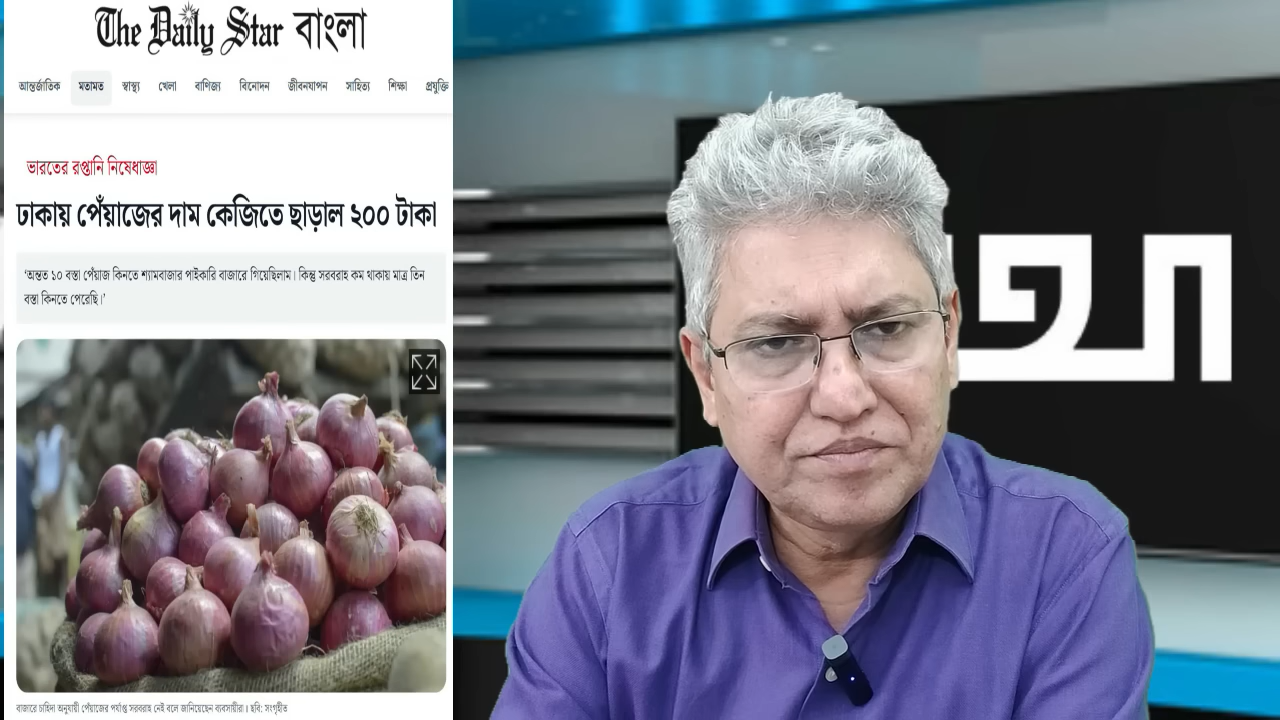 The Daily Star বাংলা
আন্তর্জাতিক মতামত স্বাস্থ্য খেলা বাণিজ্য বিনোদন জীবনযাপন সাহিত্য শিক্ষা প্রযুক্তি
ভারতের রপ্তানি নিষেধাজ্ঞা
ঢাকায় পেঁয়াজের দাম কেজিতে ছাড়াল ২০০ টাকা
‘অন্তত ১০ বস্তা পেঁয়াজ কিনতে শ্যামবাজার পাইকারি বাজারে গিয়েছিলাম। কিন্তু সরবরাহ কম থাকায় মাত্র তিন
বস্তা কিনতে পেরেছি।’
বাজারে চাহিদা অনুযায়ী পেঁয়াজের পর্যাপ্ত সরবরাহ নেই বলে জানিয়েছেন ব্যবসায়ীরা। ছবি: সংগৃহীত